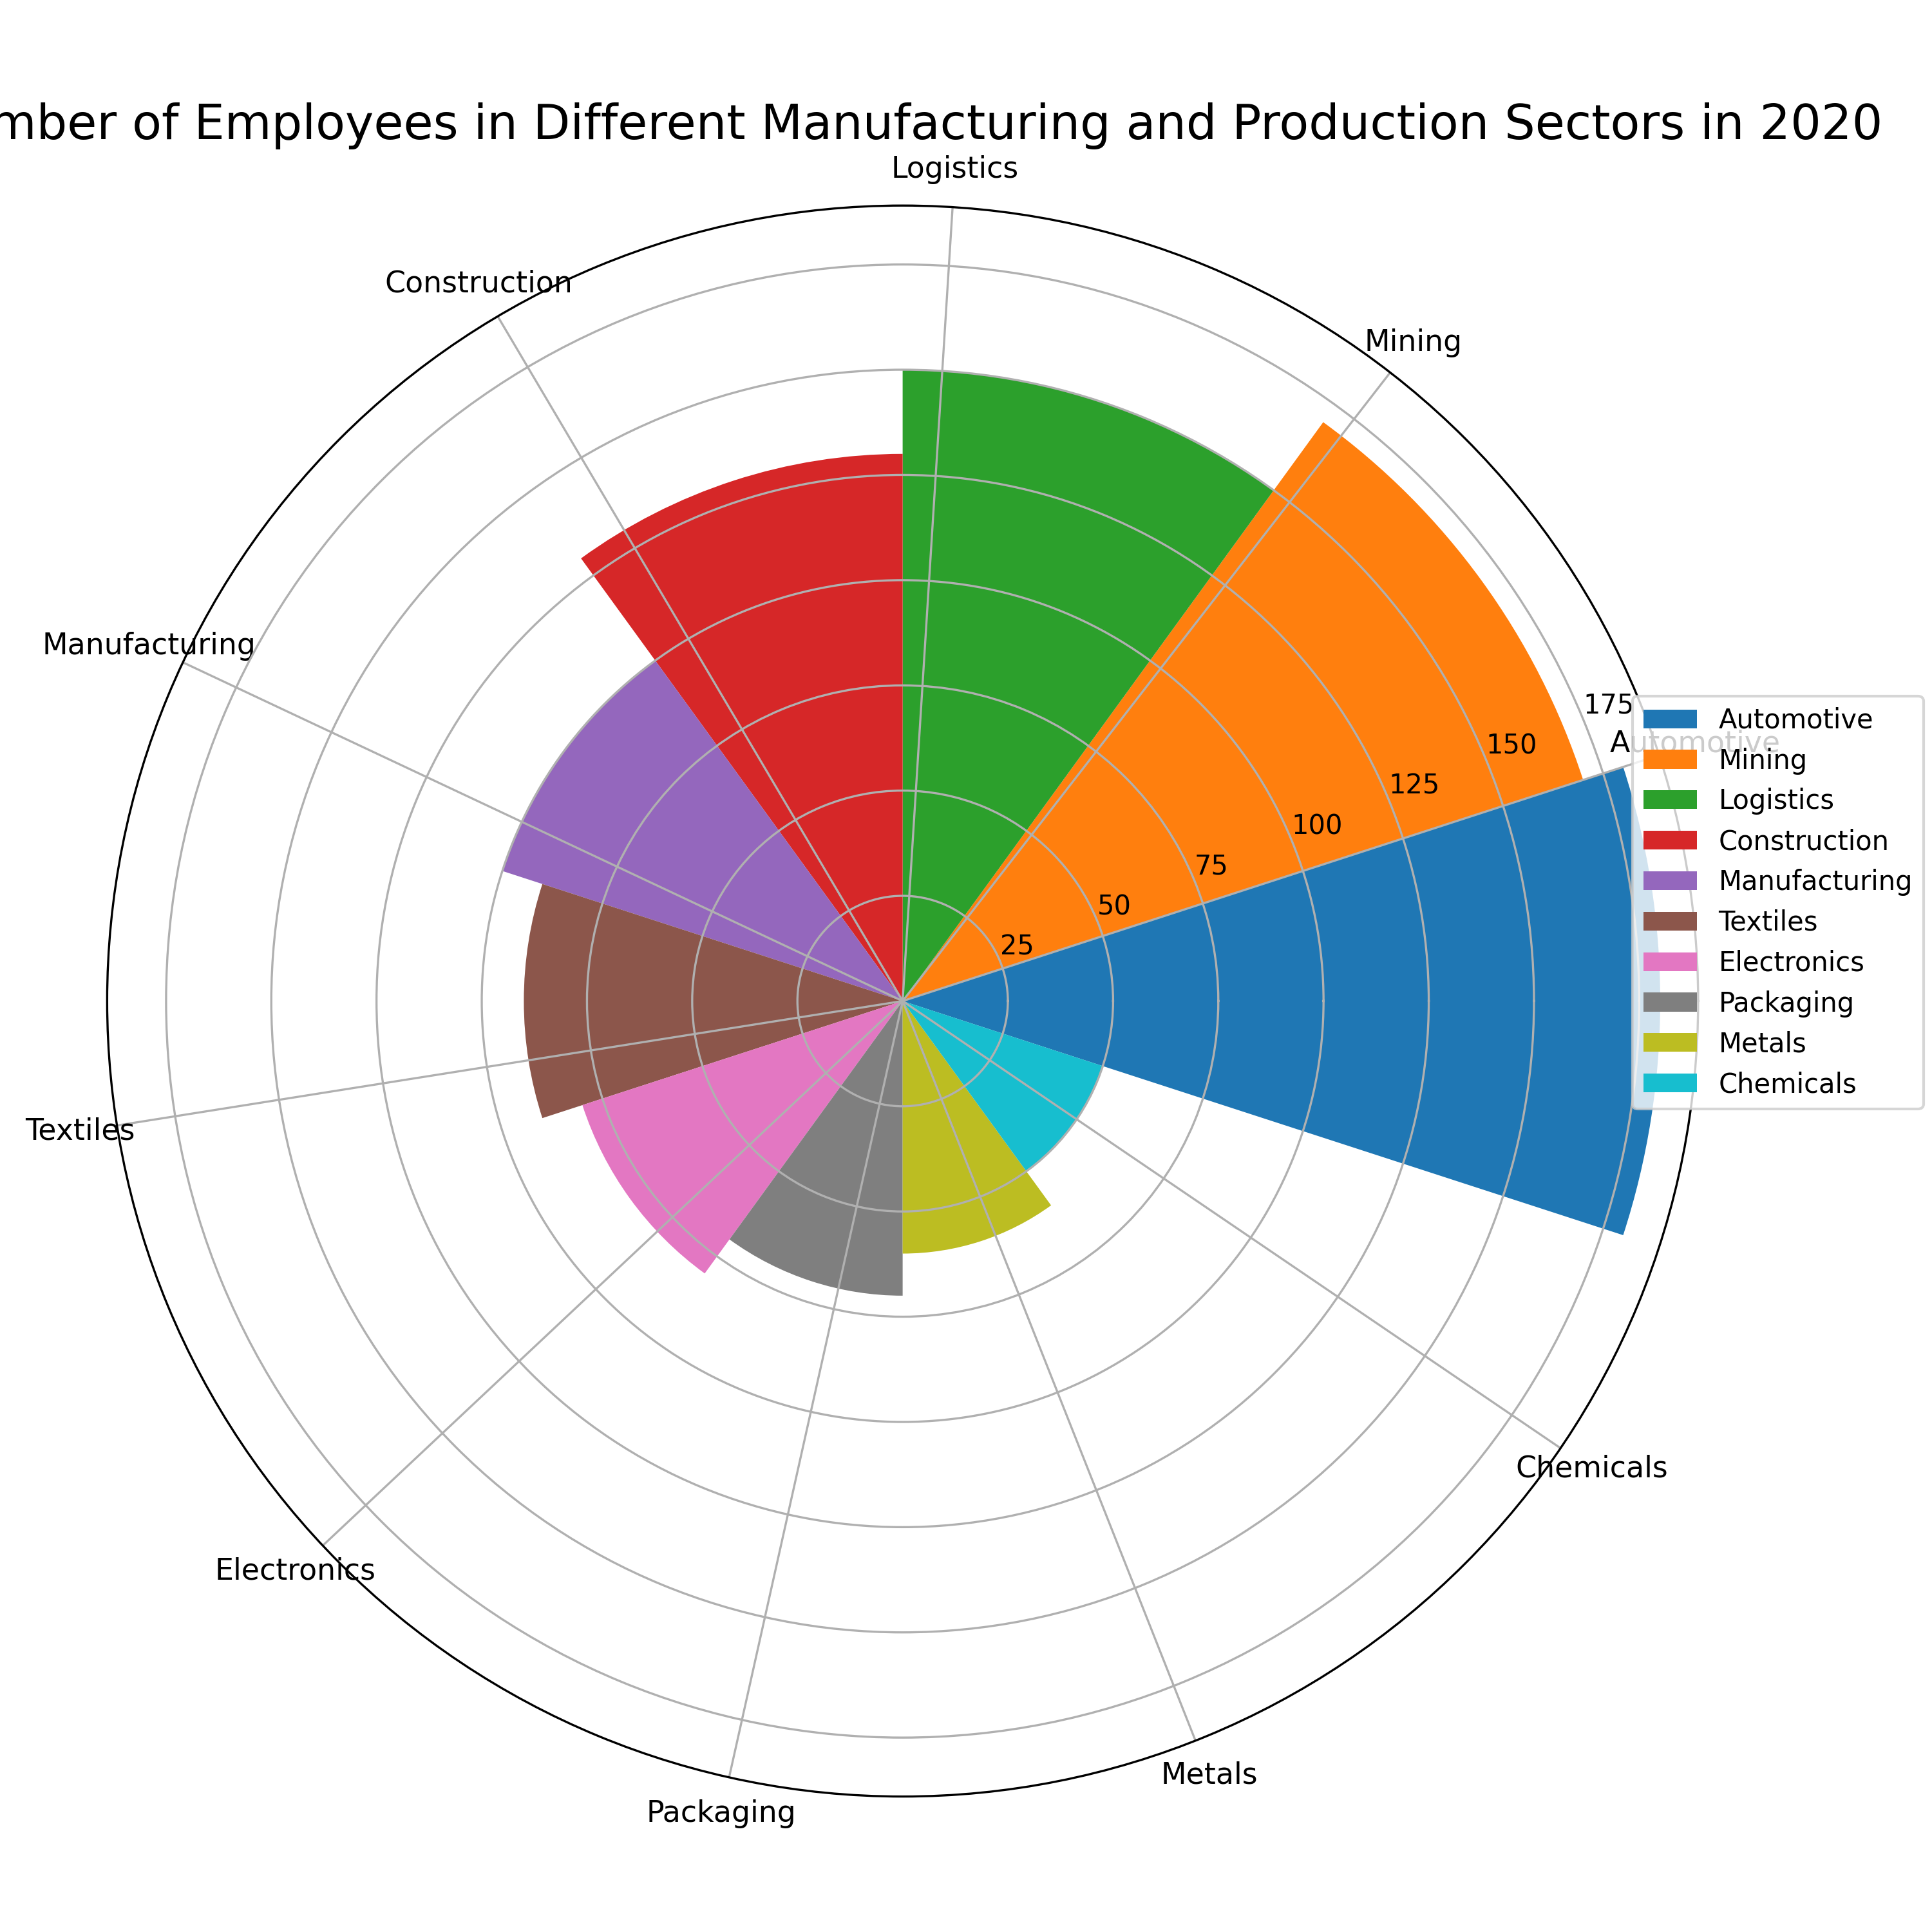 mber of Employees in Different Manufacturing and Production Sectors in 2020
Logistics
Construction
Mining
Manufacturing
Automotive
Textiles
Electronics
Packaging
Metals
Chemicals
175
150
125
100
75
50
25
Automotive
Mining
Logistics
Construction
Manufacturing
Textiles
Electronics
Packaging
Metals
Chemicals